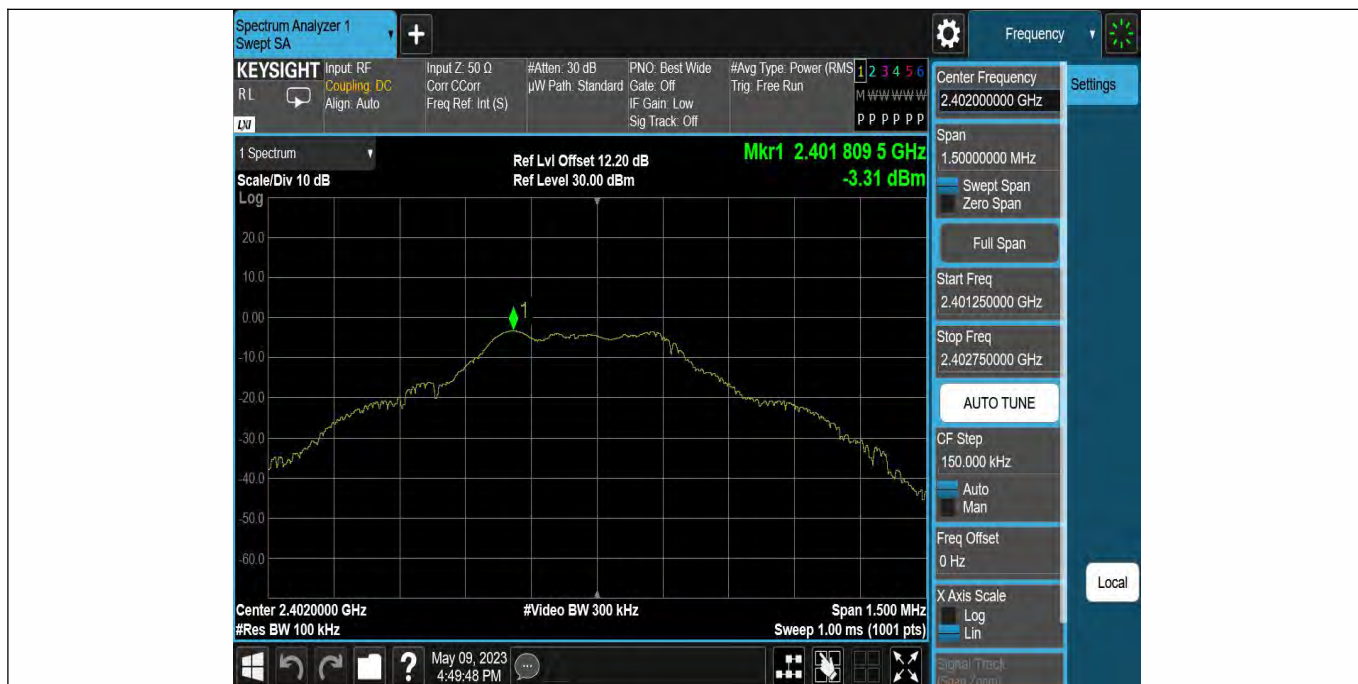 Spectrum Analyzer 1
Swept SA
+
Frequency
KEYSIGHT
RL
LXI
Input: RF
Coupling: DC
Align: Auto
Input Z: 50 Ω
Corr CCorr
Freq Ref: Int (S)
#Atten: 30 dB
µW Path: Standard
PNO: Best Wide
Gate: Off
IF Gain: Low
Sig Track: Off
#Avg Type: Power (RMS
Trig: Free Run
1 2 3 4 5 6
M W W W W W
P P P P P P
1 Spectrum
Scale/Div 10 dB
Ref Lvl Offset 12.20 dB
Ref Level 30.00 dBm
Mkr1 2.401 809 5 GHz
-3.31 dBm
Log
20.0
10.0
0.00
-10.0
-20.0
-30.0
-40.0
-50.0
-60.0
1
Center 2.4020000 GHz
#Res BW 100 kHz
#Video BW 300 kHz
Span 1.500 MHz
Sweep 1.00 ms (1001 pts)
?
May 09, 2023
4:49:48 PM
Center Frequency
2.402000000 GHz
Settings
Span
1.50000000 MHz
Swept Span
Zero Span
Full Span
Start Freq
2.401250000 GHz
Stop Freq
2.402750000 GHz
AUTO TUNE
CF Step
150.000 kHz
Auto
Man
Freq Offset
0 Hz
X Axis Scale
Log
Lin
Signal Track
(Span Zoom)
Local